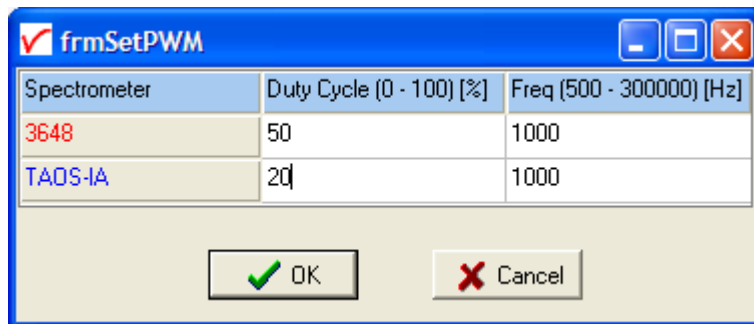 frmSetPWM
Spectrometer Duty Cycle (0 - 100) [%] Freq (500 - 300000) [Hz]
3648 50 1000
TAOS-IA 20 1000
OK Cancel